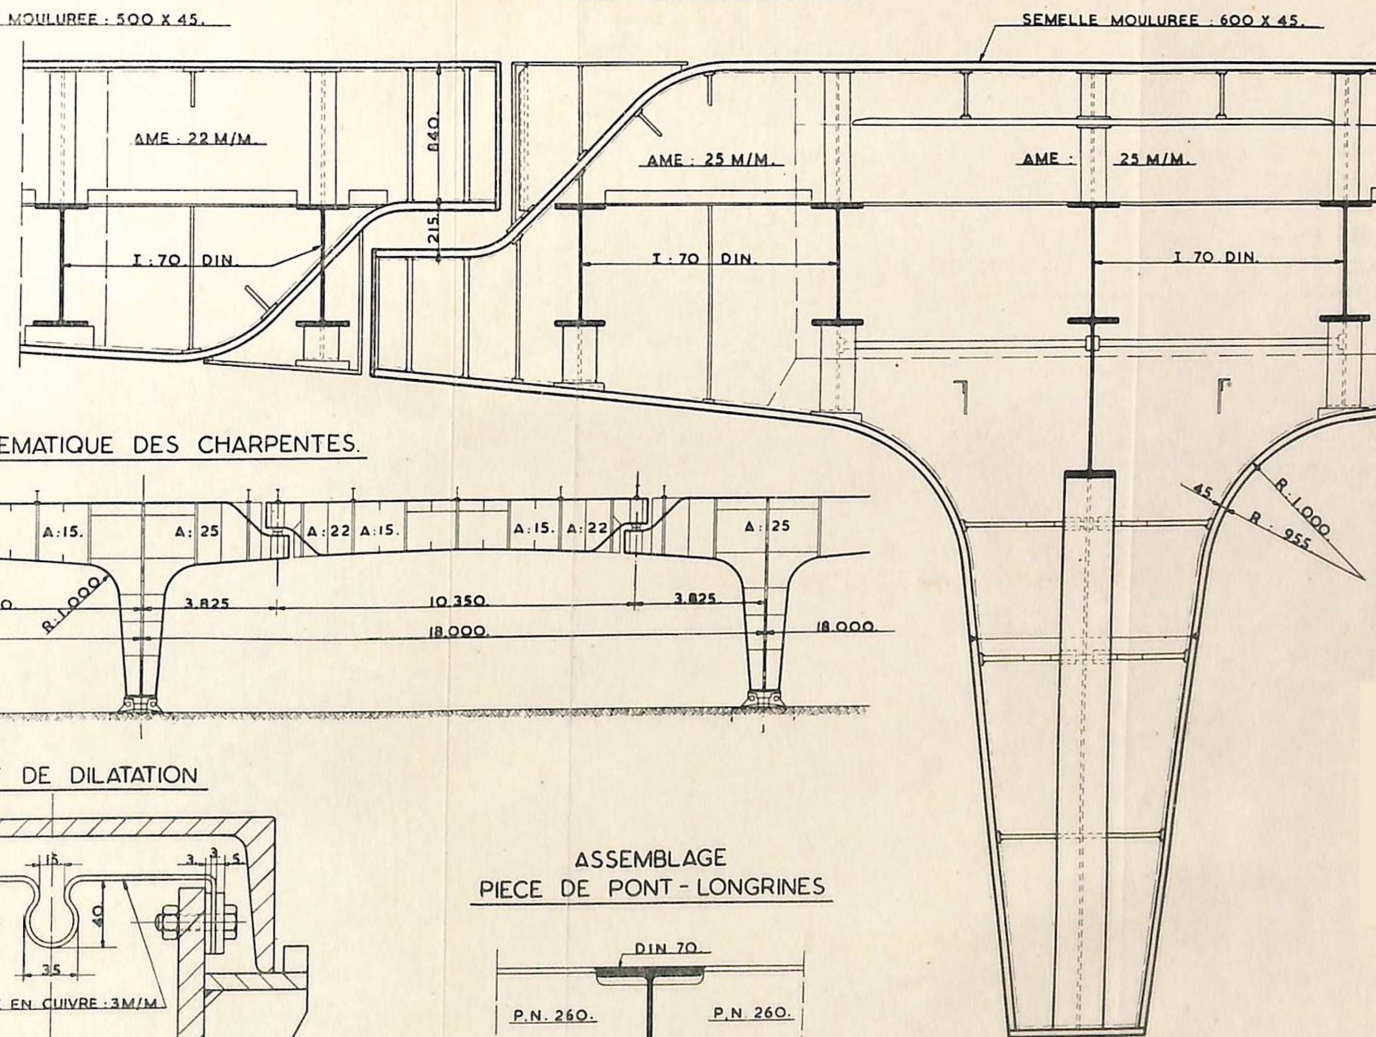 MOULUREE : 500 X 45.
SEMELLE MOULUREE : 600 X 45.
AME : 22 M/M.
840.
AME : 25 M/M.
AME : 25 M/M.
215.
I : 70. DIN.
I : 70 DIN.
I 70. DIN.
EMATIQUE DES CHARPENTES.
45.
R : 1.000.
R : 955
A:15.
A: 25
A:22
A:15.
A:15.
A:22
A: 25
R:1.000
0.
3.825
10.350.
3.825.
18.000.
18.000.
DE DILATATION
15
3.
3
5.
40
35
EN CUIVRE : 3M/M
ASSEMBLAGE
PIECE DE PONT - LONGRINES
DIN 70.
P.N. 260.
P.N. 260.